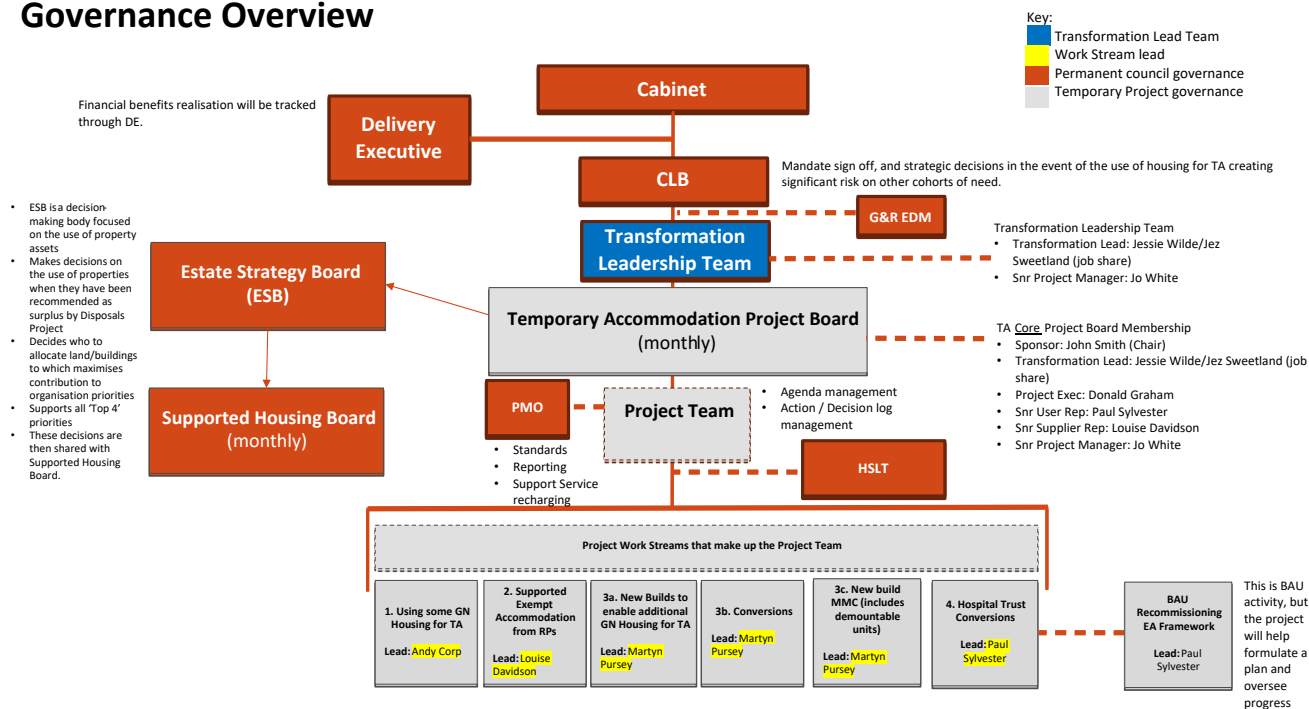 Governance Overview
Key:
Transformation Lead Team
Work Stream lead
Permanent council governance
Temporary Project governance
Cabinet
Financial benefits realisation will be tracked
through DE.
Delivery
Executive
CLB
Mandate sign off, and strategic decisions in the event of the use of housing for TA creating
significant risk on other cohorts of need.
G&R EDM
• ESB is a decision-
making body focused
on the use of property
assets
• Makes decisions on
the use of properties
when they have been
recommended as
surplus by Disposals
Project
• Decides who to
allocate land/buildings
to which maximises
contribution to
organisation priorities
• Supports all 'Top 4'
priorities
• These decisions are
then shared with
Supported Housing
Board.
Estate Strategy Board
(ESB)
Supported Housing Board
(monthly)
Transformation
Leadership Team
Transformation Leadership Team
• Transformation Lead: Jessie Wilde/Jez
Sweetland (job share)
• Snr Project Manager: Jo White
Temporary Accommodation Project Board
(monthly)
TA Core Project Board Membership
• Sponsor: John Smith (Chair)
• Transformation Lead: Jessie Wilde/Jez Sweetland (job
share)
• Project Exec: Donald Graham
• Snr User Rep: Paul Sylvester
• Snr Supplier Rep: Louise Davidson
• Snr Project Manager: Jo White
PMO
• Standards
• Reporting
• Support Service
recharging
Project Team
• Agenda management
• Action / Decision log
management
HSLT
Project Work Streams that make up the Project Team
1. Using some GN
Housing for TA
Lead: Andy Corp
2. Supported
Exempt
Accommodation
from RPs
Lead: Louise
Davidson
3a. New Builds to
enable additional
GN Housing for TA
Lead: Martyn
Pursey
3b. Conversions
Lead: Martyn
Pursey
3c. New build
MMC (includes
demountable
units)
Lead: Martyn
Pursey
4. Hospital Trust
Conversions
Lead: Paul
Sylvester
BAU
Recommissioning
EA Framework
Lead: Paul
Sylvester
This is BAU
activity, but
the project
will help
formulate a
plan and
oversee
progress